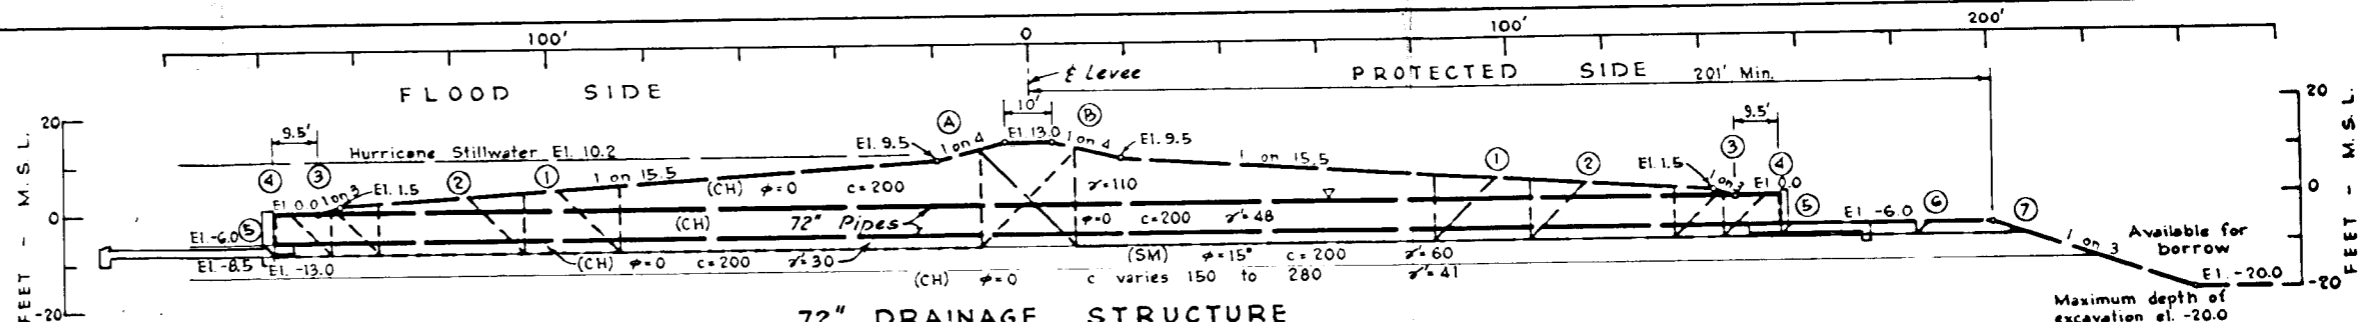 100' 0 100' 200'
FLOOD SIDE
℄ Levee
PROTECTED SIDE 201' Min.
10'
9.5' 9.5'
20 20
0 0
-20 -20
FEET - M.S.L.
FEET - M.S.L.
Hurricane Stillwater El. 10.2
El. 9.5 A 1 on 4 El. 13.0 B 1 on 4 El. 9.5
4 3 2 1 1 on 15.5
1 on 15.5 1 2 3 4
El. 0.0 1 on 3 El. 1.5
El. 1.5 1 on 3 El. 0.0
(CH) φ=0 c=200 γ=110
(CH) 72" Pipes φ=0 c=200 γ'=48
5 El. -6.0
5 El. -6.0 6 7
El. -8.5 El. -13.0
(CH) φ=0 c=200 γ'=30
(SM) φ=15° c=200 γ'=60
(CH) φ=0 c varies 150 to 280 γ'=41
1 on 3
Available for
borrow
El. -20.0
Maximum depth of
excavation el. -20.0
72" DRAINAGE STRUCTURE